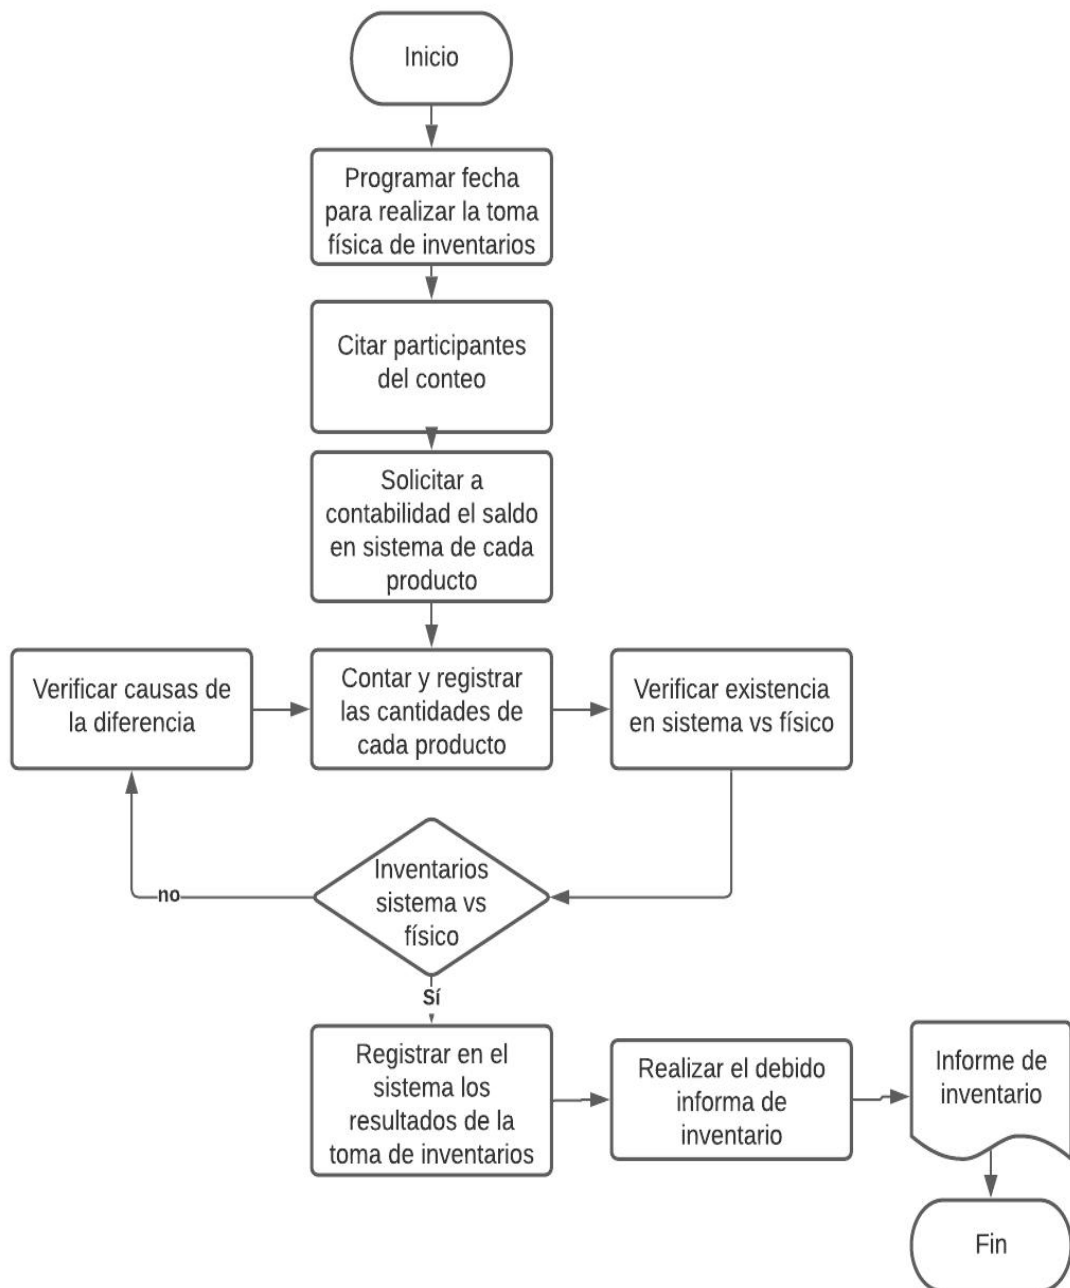 Inicio
Programar fecha
para realizar la toma
física de inventarios
Citar participantes
del conteo
Solicitar a
contabilidad el saldo
en sistema de cada
producto
Verificar causas de
la diferencia
Contar y registrar
las cantidades de
cada producto
Verificar existencia
en sistema vs físico
Inventarios
sistema vs
físico
no
Sí
Registrar en el
sistema los
resultados de la
toma de inventarios
Realizar el debido
informa de
inventario
Informe de
inventario
Fin